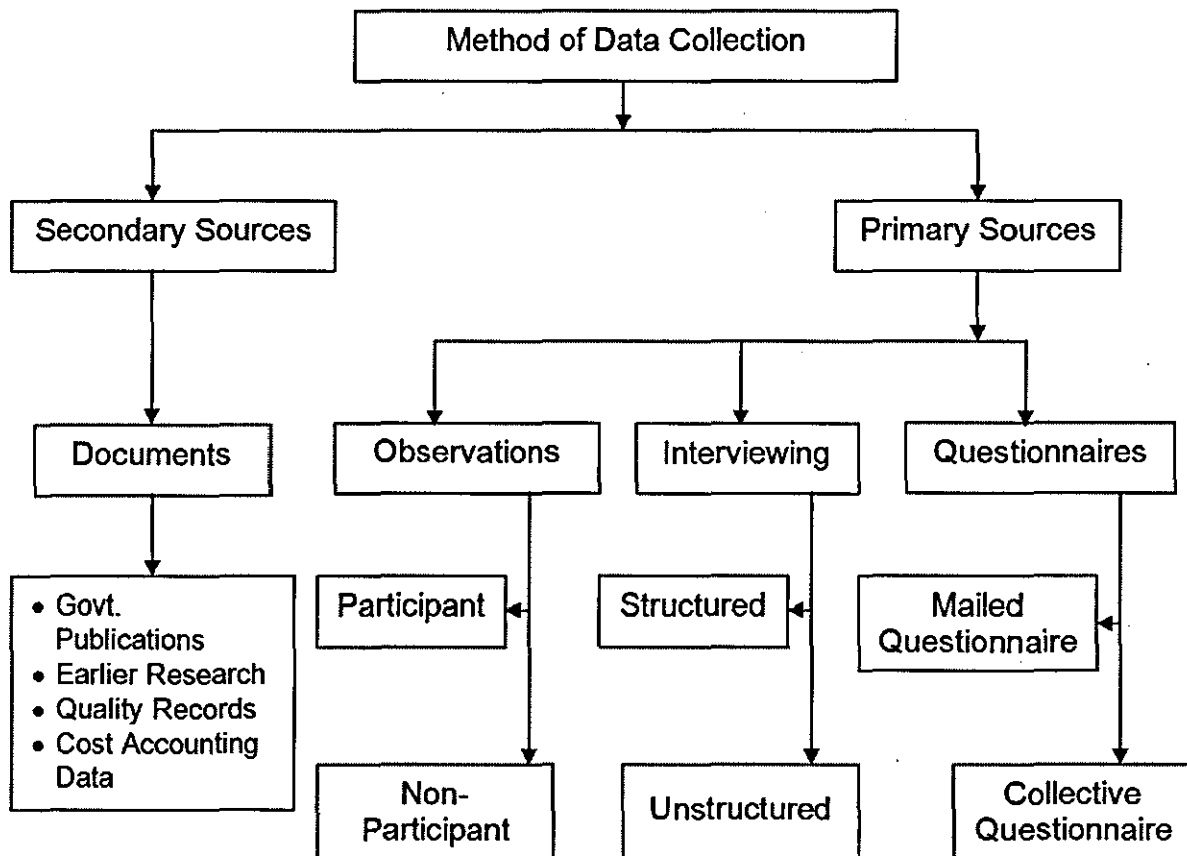 Method of Data Collection
Secondary Sources
Primary Sources
Documents
Observations
Interviewing
Questionnaires
• Govt.
Publications
• Earlier Research
• Quality Records
• Cost Accounting
Data
Participant
Structured
Mailed
Questionnaire
Non-
Participant
Unstructured
Collective
Questionnaire